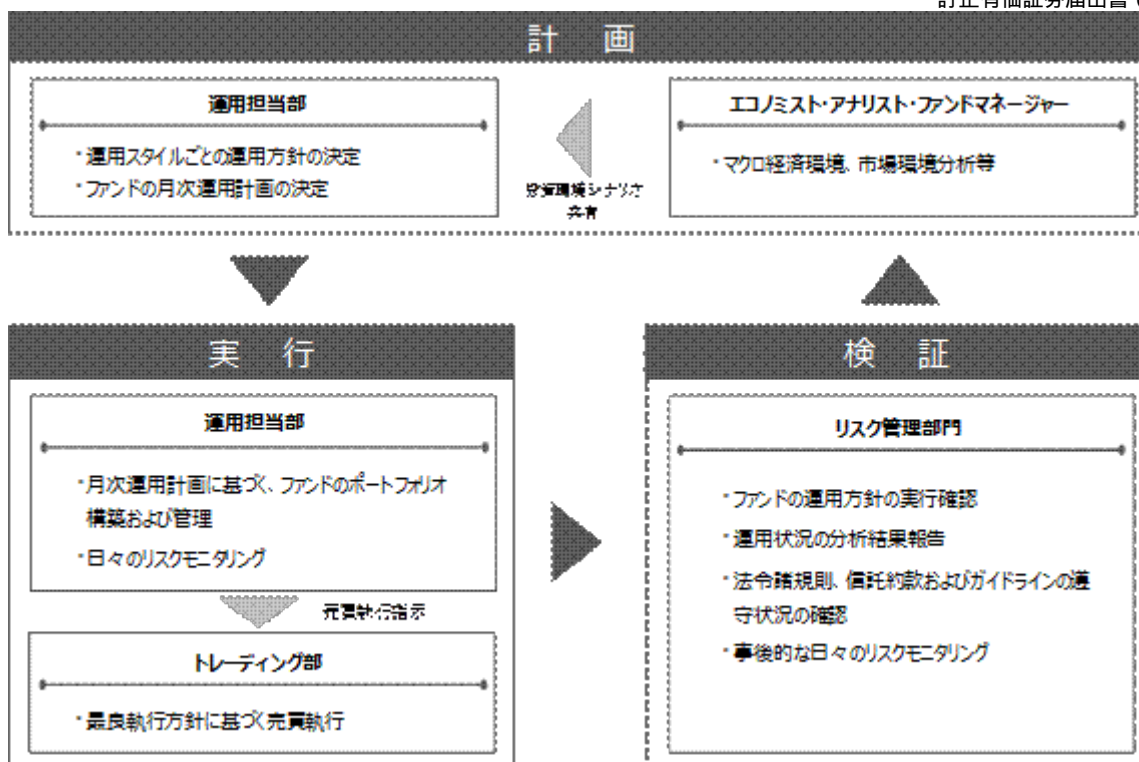 訂正有価証券届出書
計 画
運用担当部
・運用スタイルごとの運用方針の決定
・ファンドの月次運用計画の決定
投資環境シナリオ
共有
エコノミスト・アナリスト・ファンドマネージャー
・マクロ経済環境、市場環境分析等
実 行
運用担当部
・月次運用計画に基づく、ファンドのポートフォリオ
構築および管理
・日々のリスクモニタリング
売買執行指示
トレーディング部
・最良執行方針に基づく売買執行
検 証
リスク管理部門
・ファンドの運用方針の実行確認
・運用状況の分析結果報告
・法令諸規則、信託約款およびガイドラインの遵
守状況の確認
・事後的な日々のリスクモニタリング